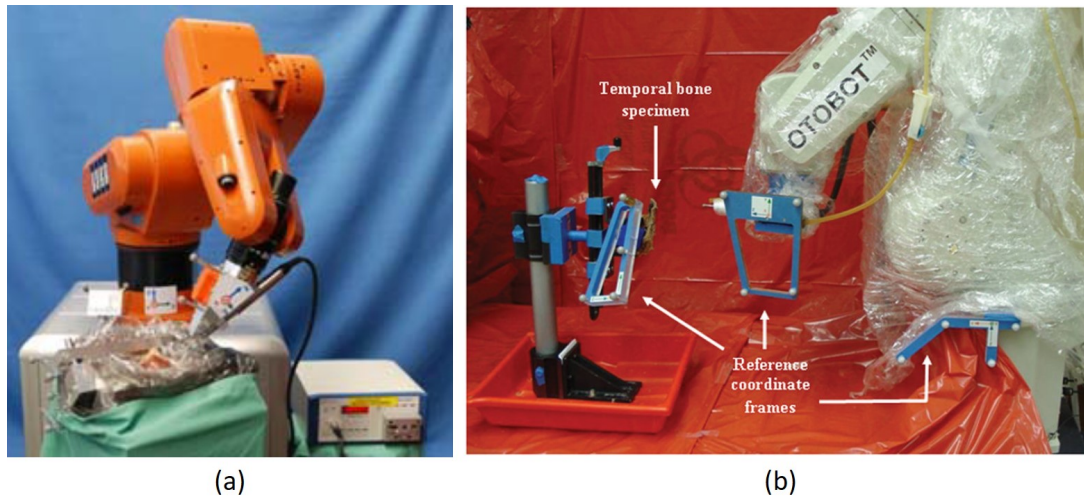 Temporal bone
specimen
OTOBOT™
Reference
coordinate
frames
(a)
(b)